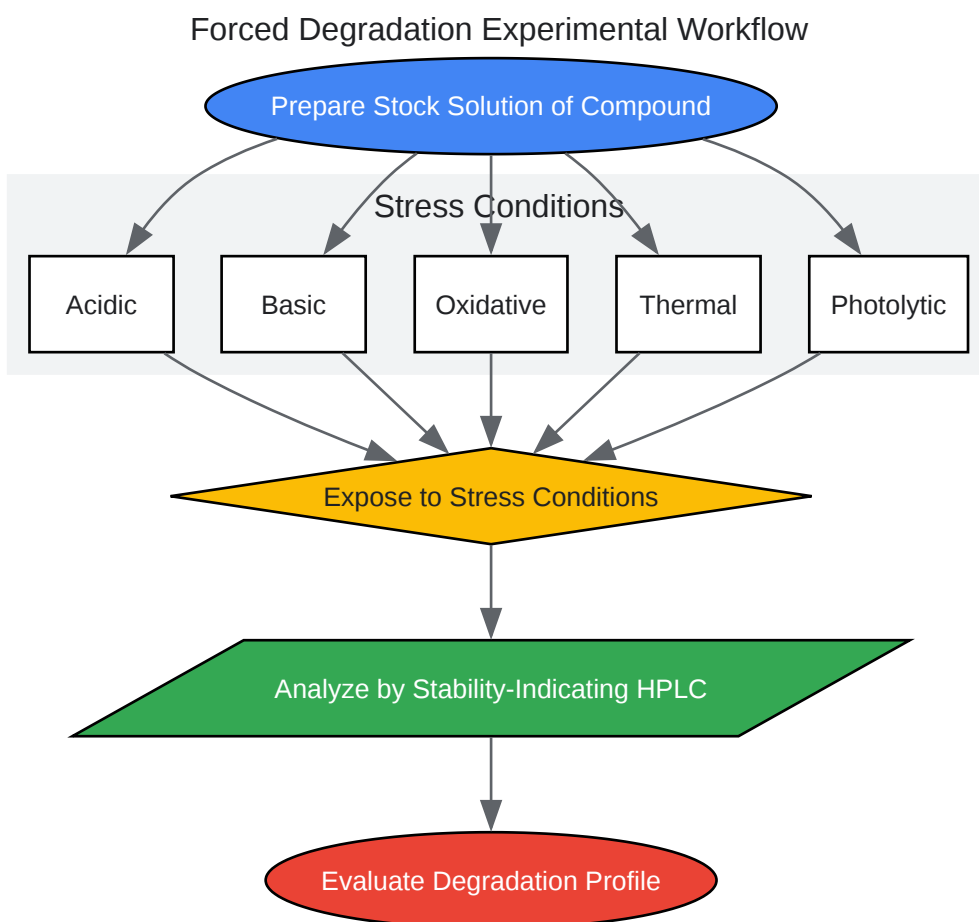 Forced Degradation Experimental Workflow
Prepare Stock Solution of Compound
Stress Conditions
Acidic
Basic
Oxidative
Thermal
Photolytic
Expose to Stress Conditions
Analyze by Stability-Indicating HPLC
Evaluate Degradation Profile